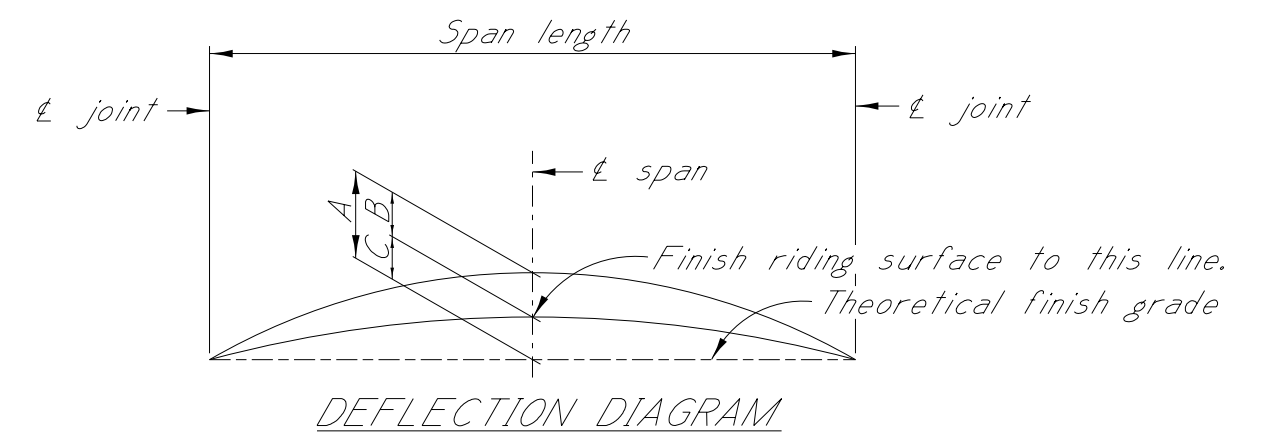 Span length
℄ joint
℄ joint
℄ span
A
B
C
Finish riding surface to this line.
Theoretical finish grade
DEFLECTION DIAGRAM